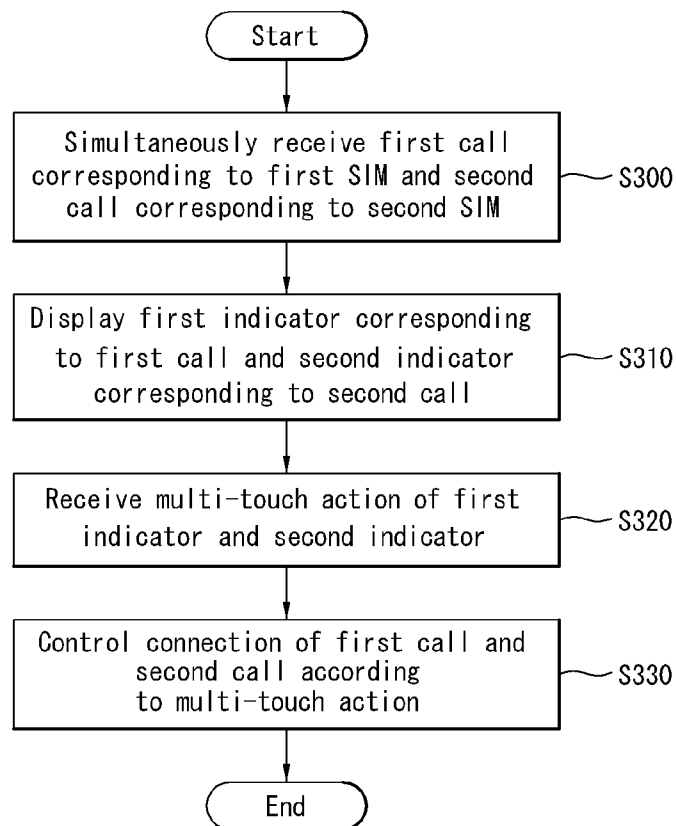 Start
Simultaneously receive first call
corresponding to first SIM and second
call corresponding to second SIM
S300
Display first indicator corresponding
to first call and second indicator
corresponding to second call
S310
Receive multi-touch action of first
indicator and second indicator
S320
Control connection of first call and
second call according
to multi-touch action
S330
End